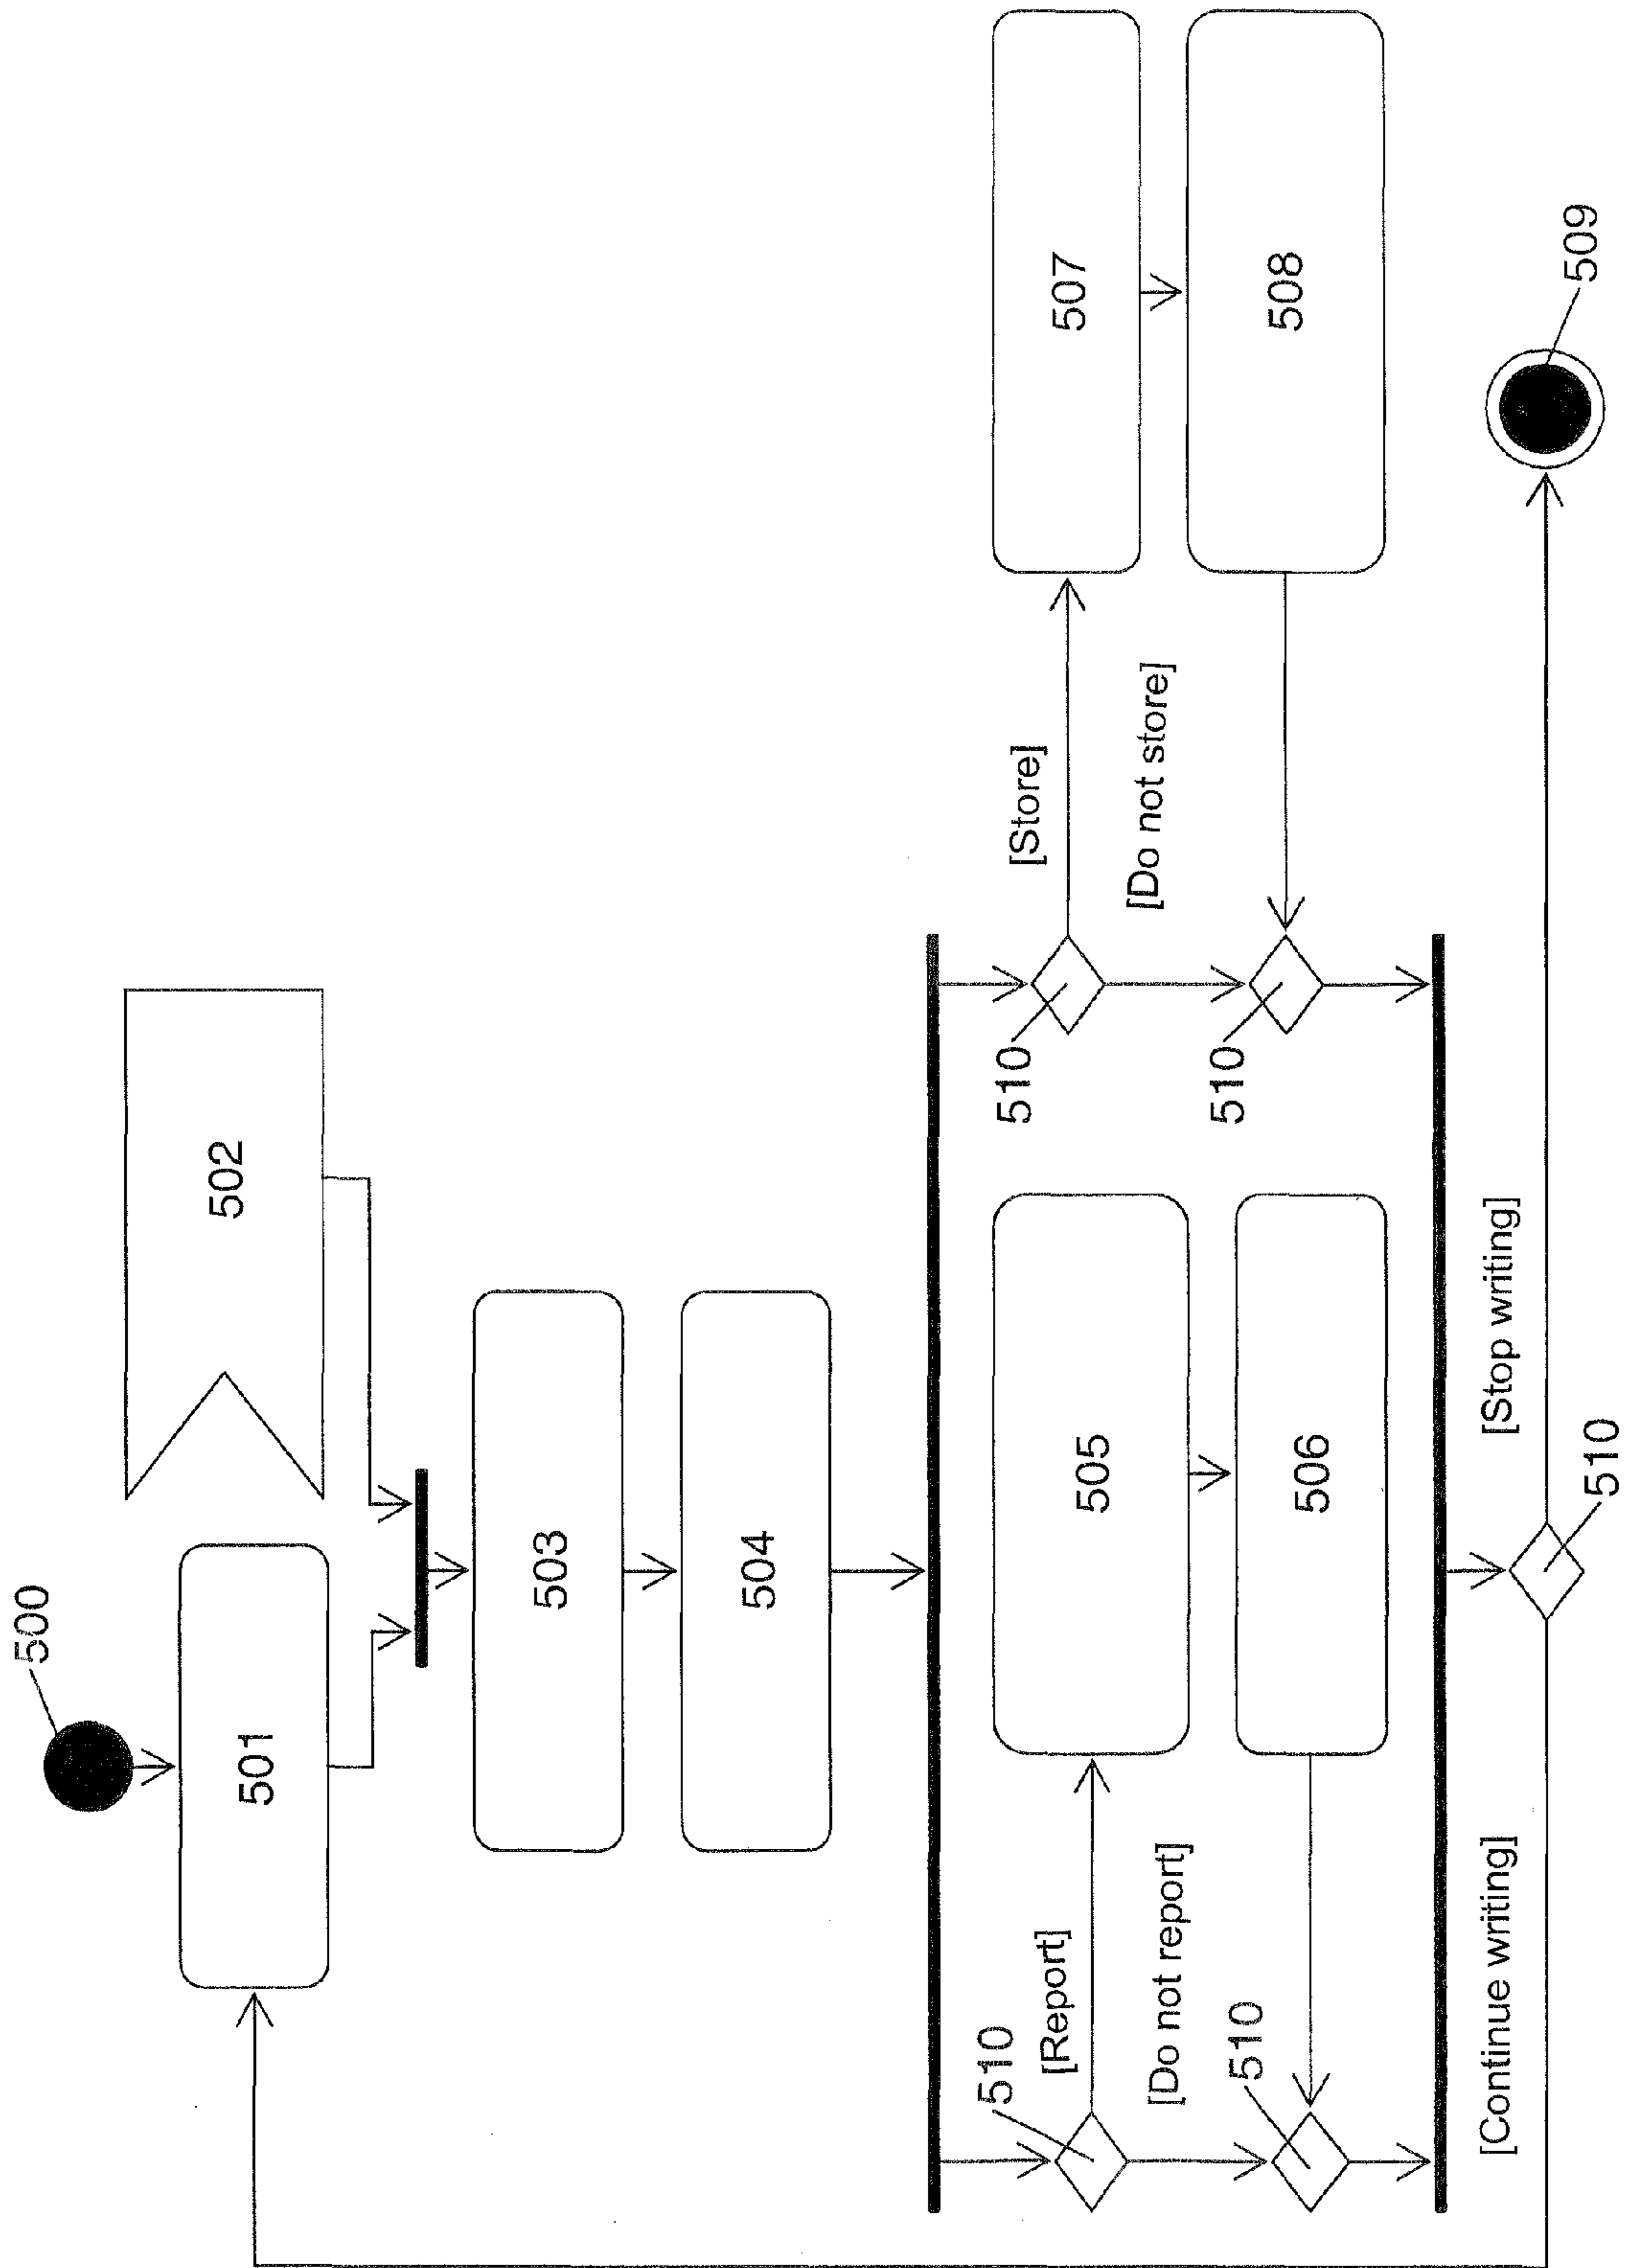 500
501
502
503
504
510
[Report]
[Do not report]
510
505
506
510
[Store]
[Do not store]
510
507
508
[Continue writing]
[Stop writing]
510
509